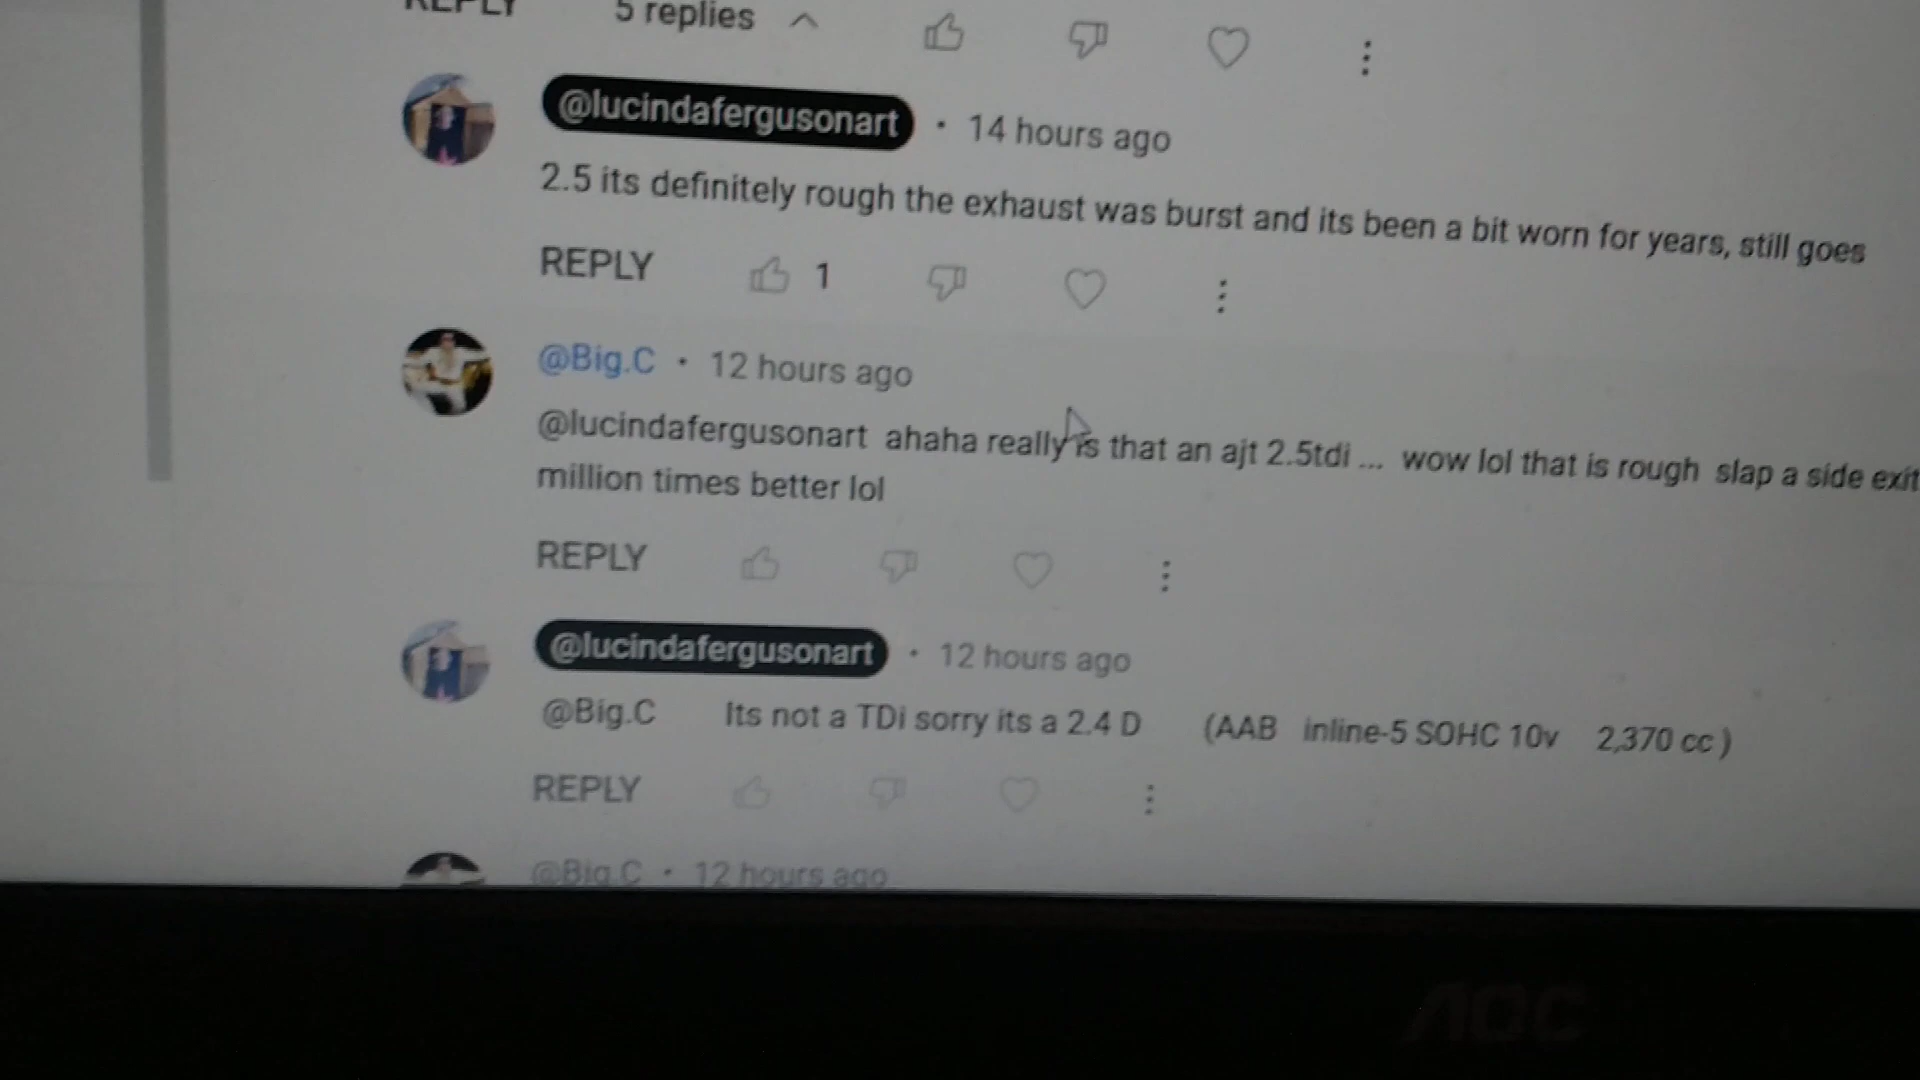 REPLY 5 replies
@lucindafergusonart · 14 hours ago
2.5 its definitely rough the exhaust was burst and its been a bit worn for years, still goes
REPLY 1
@Big.C · 12 hours ago
@lucindafergusonart ahaha really is that an ajt 2.5tdi ... wow lol that is rough slap a side exit
million times better lol
REPLY
@lucindafergusonart · 12 hours ago
@Big.C Its not a TDi sorry its a 2.4 D (AAB inline-5 SOHC 10v 2,370 cc )
REPLY
@Big.C · 12 hours ago
AOC